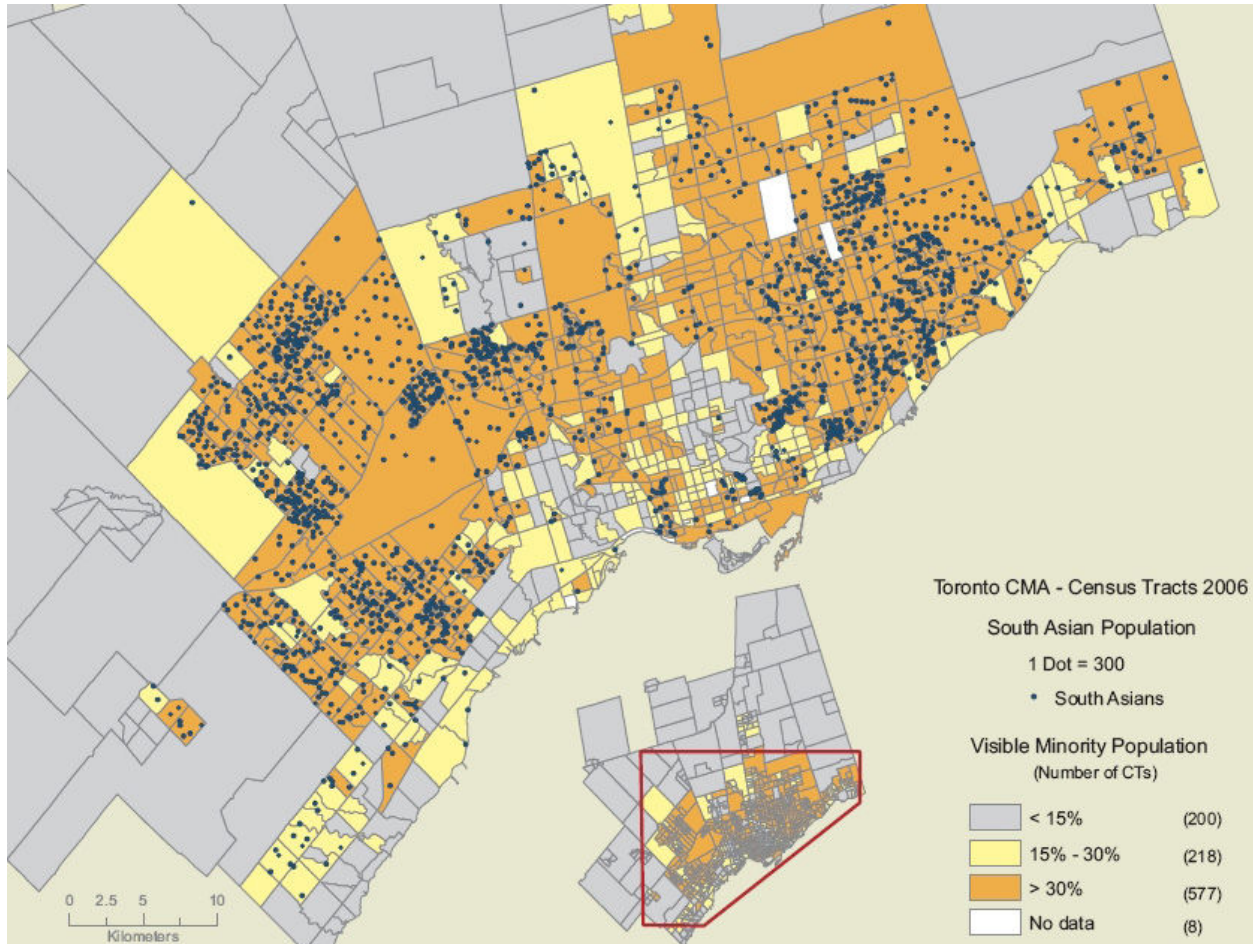 Toronto CMA - Census Tracts 2006
South Asian Population
1 Dot = 300
South Asians
Visible Minority Population
(Number of CTs)
< 15% (200)
15% - 30% (218)
> 30% (577)
No data (8)
0 2.5 5 10
Kilometers